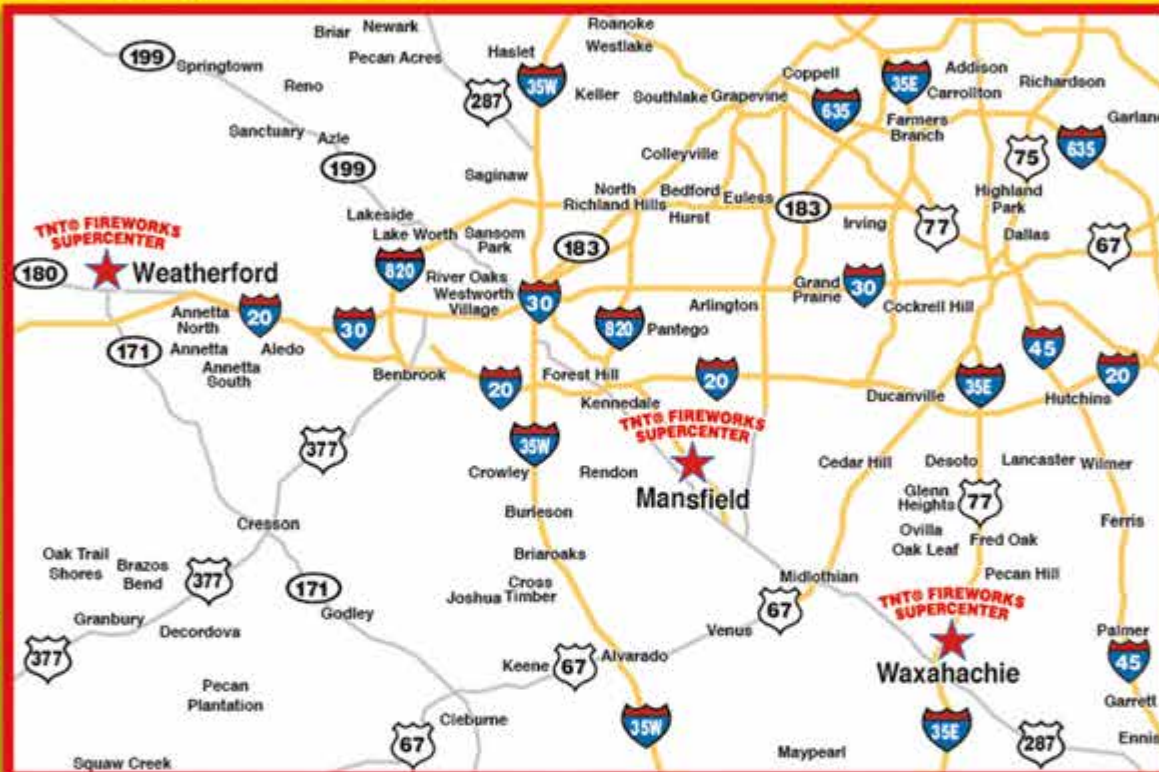 Roanoke
Newark
Briar
Westlake
Haslet
199
Springtown
Pecan Acres
Coppell
35E
Addison
Richardson
35W
Carrollton
Reno
287
Keller
Southlake
Grapevine
635
Garland
Farmers
Branch
Sanctuary
Azle
75
635
Colleyville
199
Saginaw
North
Richland Hills
Bedford
Euless
Hurst
183
Highland
Park
Lakeside
Irving
77
Dallas
67
TNT® FIREWORKS
SUPERCENTER
Lake Worth
Sansom
Park
183
180
Weatherford
820
River Oaks
Westworth
Village
30
Grand
Prairie
30
Arlington
Cockrell Hill
Annetta
North
20
30
820
Pantego
171
Annetta
Aledo
45
Annetta
South
Benbrook
20
Forest Hill
20
35E
20
Kennedale
Ducanville
Hutchins
TNT® FIREWORKS
SUPERCENTER
377
35W
Crowley
Rendon
Cedar Hill
Desoto
Lancaster
Wilmer
Mansfield
Glenn
Heights
77
Burleson
Cresson
Ferris
Ovilla
Fred Oak
Oak Leaf
Briaroaks
Oak Trail
Shores
Brazos
Bend
377
171
Cross
Timber
Joshua
Midlothian
Pecan Hill
TNT® FIREWORKS
SUPERCENTER
Granbury
Decordova
Godley
67
Venus
Palmer
377
Keene
67
Alvarado
Waxahachie
45
Pecan
Plantation
Garrett
Cleburne
35W
35E
67
287
Ennis
Maypearl
Squaw Creek